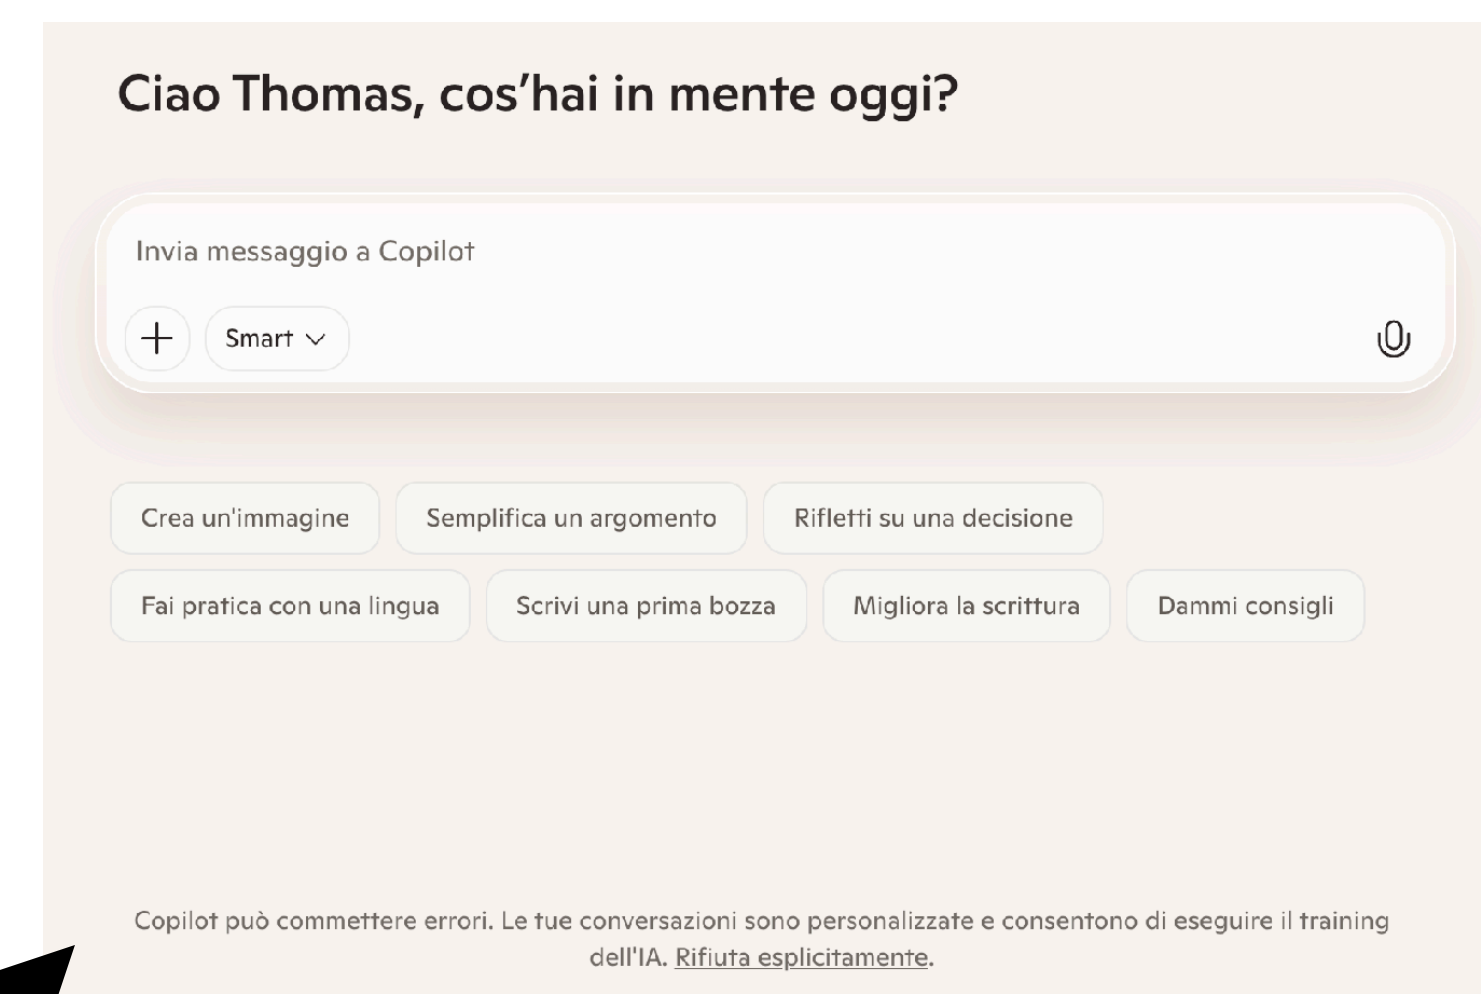 Ciao Thomas, cos’hai in mente oggi?
Invia messaggio a Copilot
Smart
Crea un'immagine
Semplifica un argomento
Rifletti su una decisione
Fai pratica con una lingua
Scrivi una prima bozza
Migliora la scrittura
Dammi consigli
Copilot può commettere errori. Le tue conversazioni sono personalizzate e consentono di eseguire il training
dell'IA. Rifiuta esplicitamente.